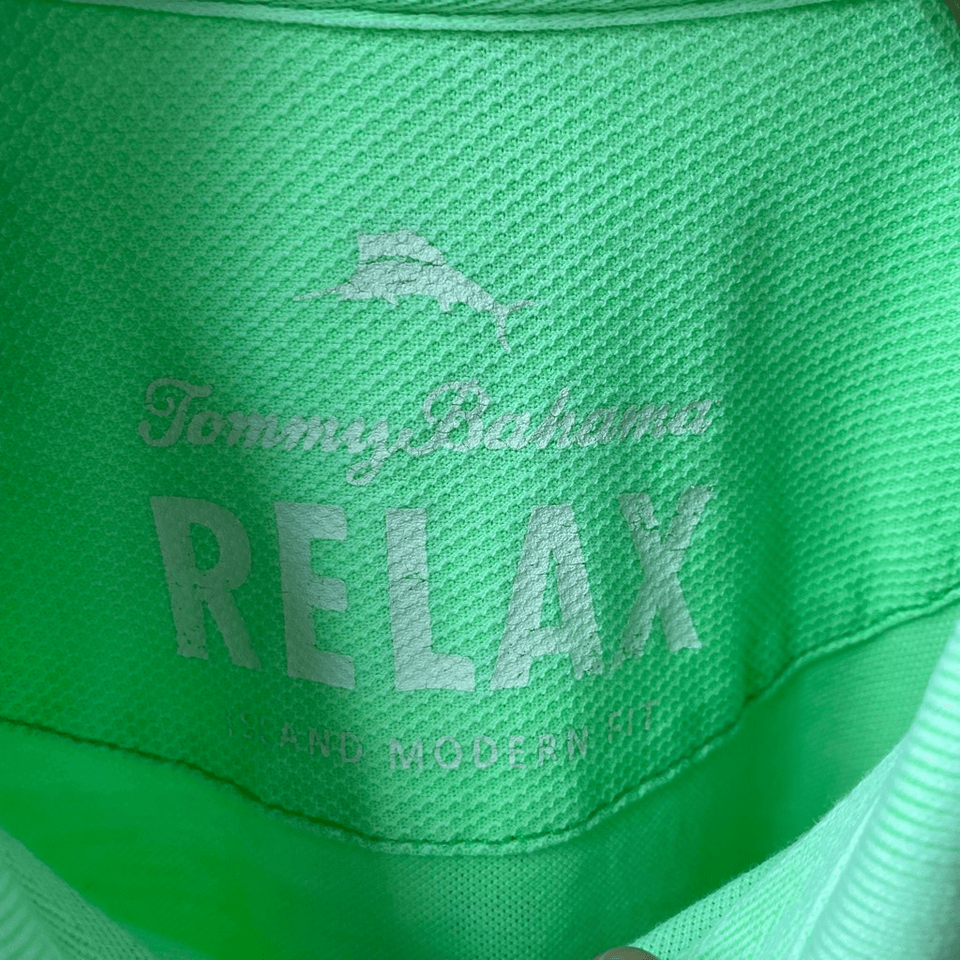 Tommy Bahama
RELAX
ISLAND MODERN FIT